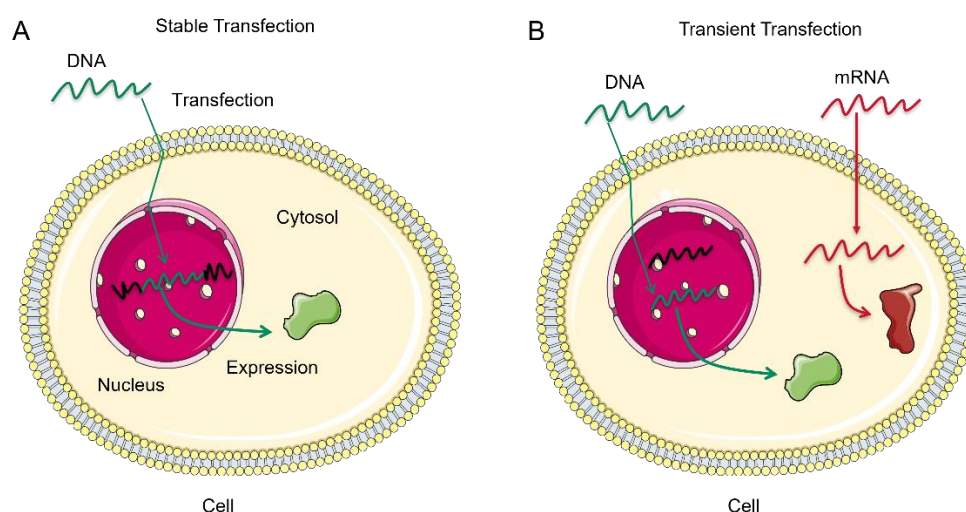 A
Stable Transfection
DNA
Transfection
Cytosol
Expression
Nucleus
Cell
B
Transient Transfection
DNA
mRNA
Cell